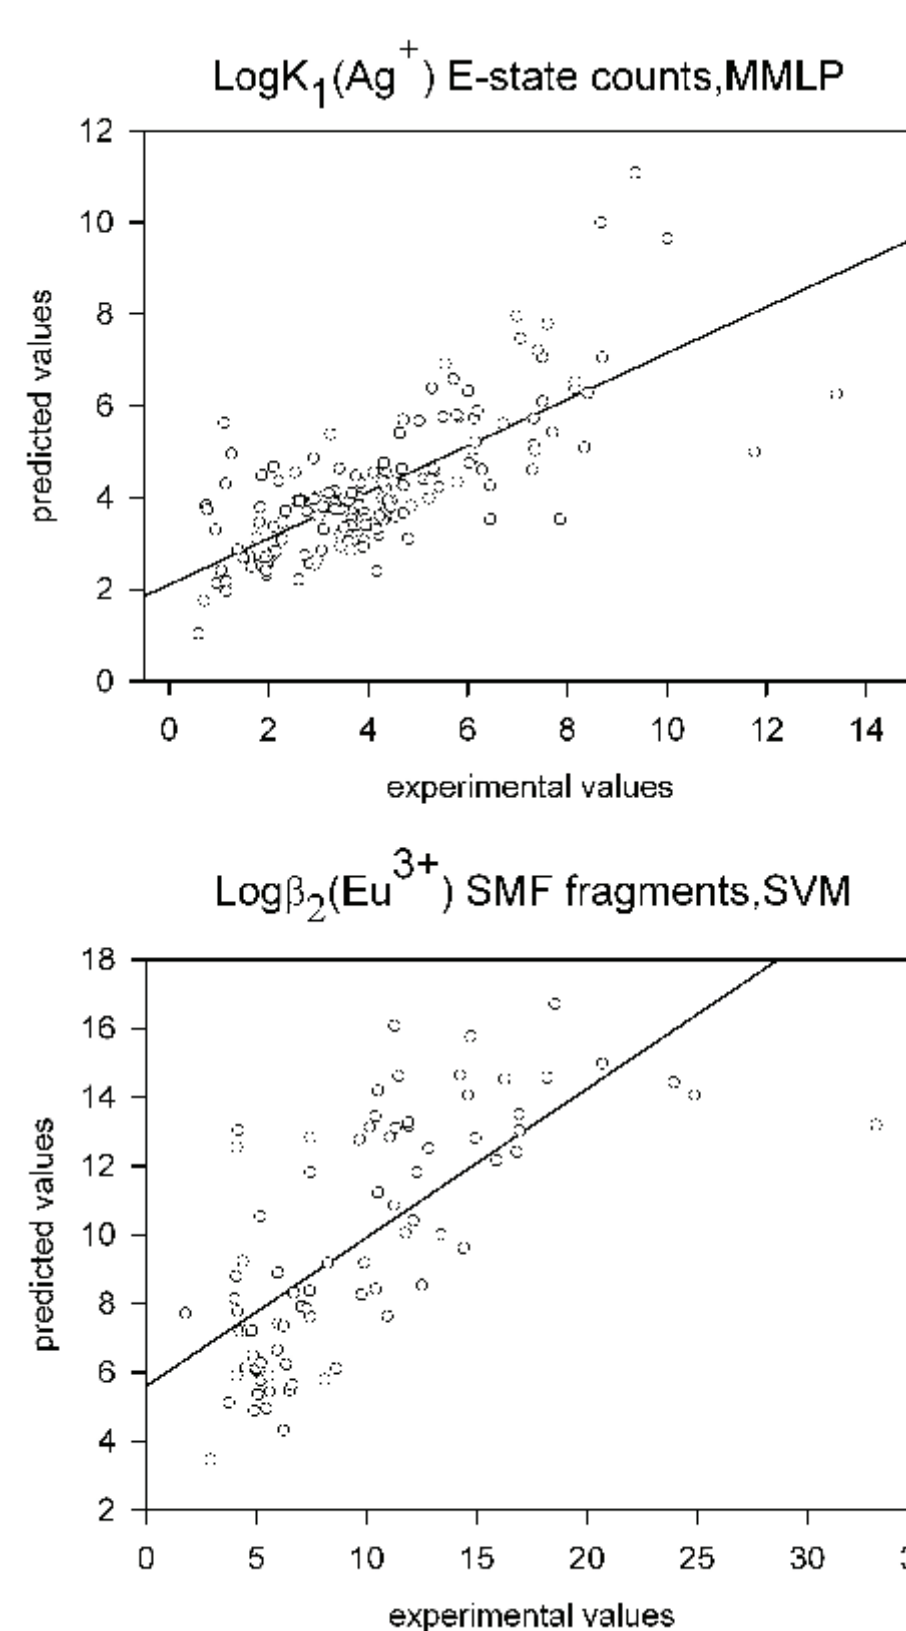 LogK₁(Ag⁺) E-state counts,MMLP
12
10
8
6
4
2
0
predicted values
0 2 4 6 8 10 12 14
experimental values
Logβ₂(Eu³⁺) SMF fragments,SVM
18
16
14
12
10
8
6
4
2
predicted values
0 5 10 15 20 25 30
experimental values